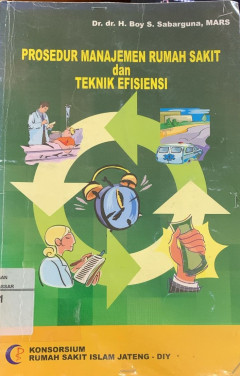 Dr. dr. H. Boy S. Sabarguna, MARS
PROSEDUR MANAJEMEN RUMAH SAKIT
dan
TEKNIK EFISIENSI
KONSORSIUM
RUMAH SAKIT ISLAM JATENG - DIY